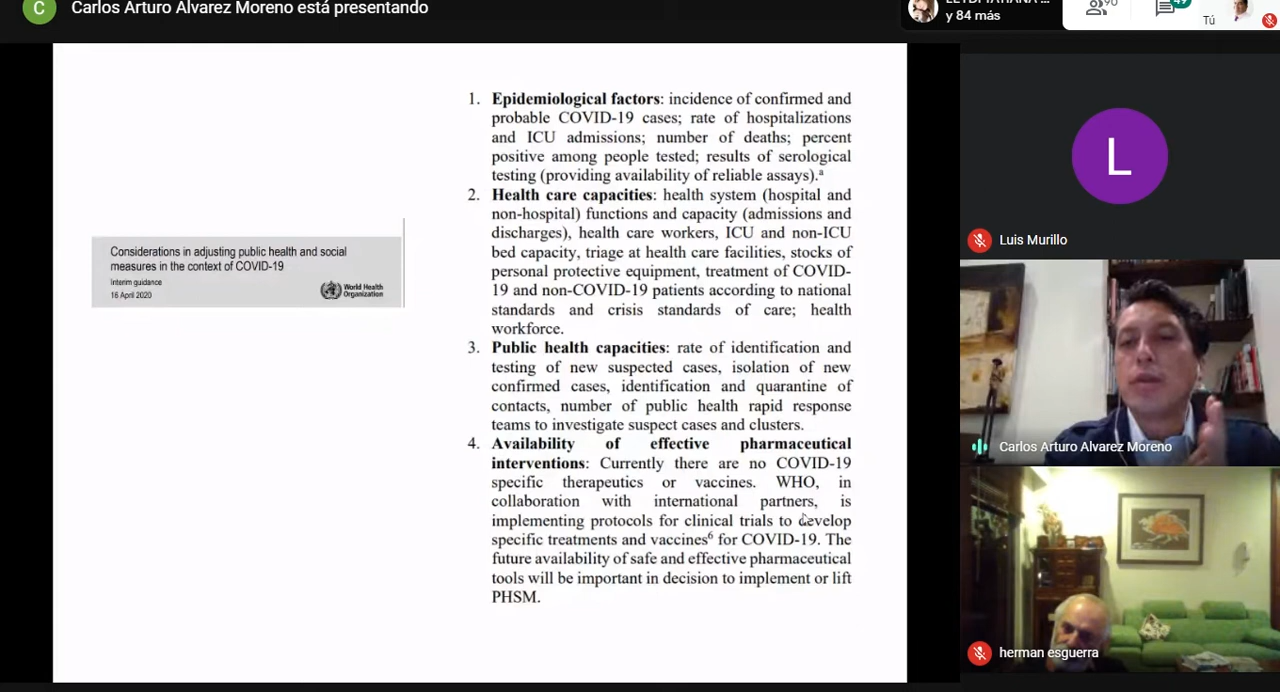 C
Carlos Arturo Alvarez Moreno está presentando
y 84 más
90
49
Tú
1. Epidemiological factors: incidence of confirmed and
probable COVID-19 cases; rate of hospitalizations
and ICU admissions; number of deaths; percent
positive among people tested; results of serological
testing (providing availability of reliable assays).ª
2. Health care capacities: health system (hospital and
non-hospital) functions and capacity (admissions and
discharges), health care workers, ICU and non-ICU
bed capacity, triage at health care facilities, stocks of
personal protective equipment, treatment of COVID-
19 and non-COVID-19 patients according to national
standards and crisis standards of care; health
workforce.
3. Public health capacities: rate of identification and
testing of new suspected cases, isolation of new
confirmed cases, identification and quarantine of
contacts, number of public health rapid response
teams to investigate suspect cases and clusters.
4. Availability of effective pharmaceutical
interventions: Currently there are no COVID-19
specific therapeutics or vaccines. WHO, in
collaboration with international partners, is
implementing protocols for clinical trials to develop
specific treatments and vaccines⁶ for COVID-19. The
future availability of safe and effective pharmaceutical
tools will be important in decision to implement or lift
PHSM.
Considerations in adjusting public health and social
measures in the context of COVID-19
Interim guidance
16 April 2020
World Health
Organization
L
Luis Murillo
Carlos Arturo Alvarez Moreno
herman esguerra